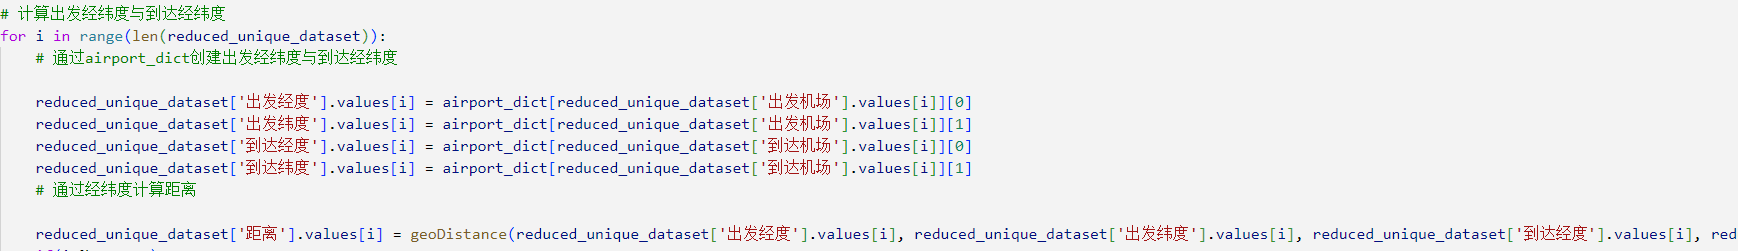 # 计算出发经纬度与到达经纬度
for i in range(len(reduced_unique_dataset)):
# 通过airport_dict创建出发经纬度与到达经纬度
reduced_unique_dataset['出发经度'].values[i] = airport_dict[reduced_unique_dataset['出发机场'].values[i]][0]
reduced_unique_dataset['出发纬度'].values[i] = airport_dict[reduced_unique_dataset['出发机场'].values[i]][1]
reduced_unique_dataset['到达经度'].values[i] = airport_dict[reduced_unique_dataset['到达机场'].values[i]][0]
reduced_unique_dataset['到达纬度'].values[i] = airport_dict[reduced_unique_dataset['到达机场'].values[i]][1]
# 通过经纬度计算距离
reduced_unique_dataset['距离'].values[i] = geoDistance(reduced_unique_dataset['出发经度'].values[i], reduced_unique_dataset['出发纬度'].values[i], reduced_unique_dataset['到达经度'].values[i], red